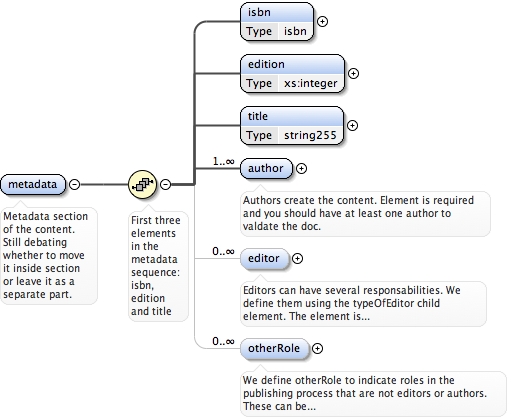 isbn
Type isbn
edition
Type xs:integer
title
Type string255
1..∞
author
Authors create the content. Element is required
and you should have at least one author to
valdate the doc.
metadata
Metadata section
of the content.
Still debating
whether to move
it inside section
or leave it as a
separate part.
First three
elements
in the
metadata
sequence:
isbn,
edition
and title
0..∞
editor
Editors can have several responsabilities. We
define them using the typeOfEditor child
element. The element is...
0..∞
otherRole
We define otherRole to indicate roles in the
publishing process that are not editors or authors.
These can be...